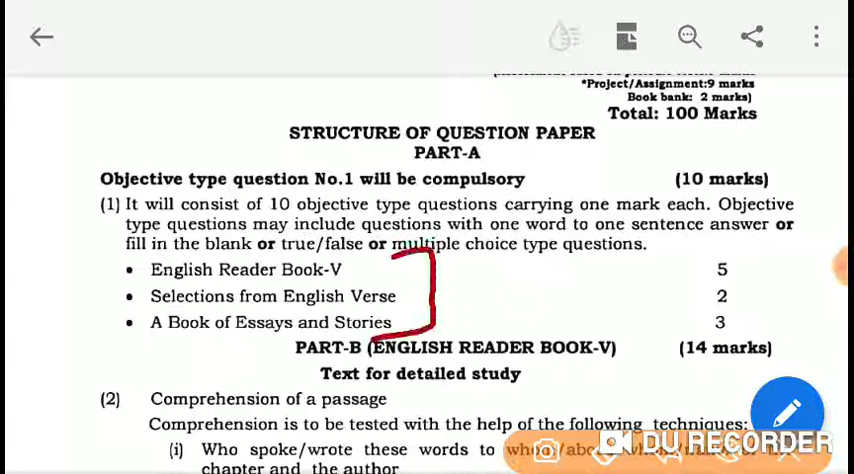 *Project/Assignment:9 marks
Book bank: 2 marks)
Total: 100 Marks
STRUCTURE OF QUESTION PAPER
PART-A
Objective type question No.1 will be compulsory (10 marks)
(1) It will consist of 10 objective type questions carrying one mark each. Objective
type questions may include questions with one word to one sentence answer or
fill in the blank or true/false or multiple choice type questions.
• English Reader Book-V 5
• Selections from English Verse 2
• A Book of Essays and Stories 3
PART-B (ENGLISH READER BOOK-V) (14 marks)
Text for detailed study
(2) Comprehension of a passage
Comprehension is to be tested with the help of the following techniques:
(i) Who spoke/wrote these words to
chapter and the author
DU RECORDER